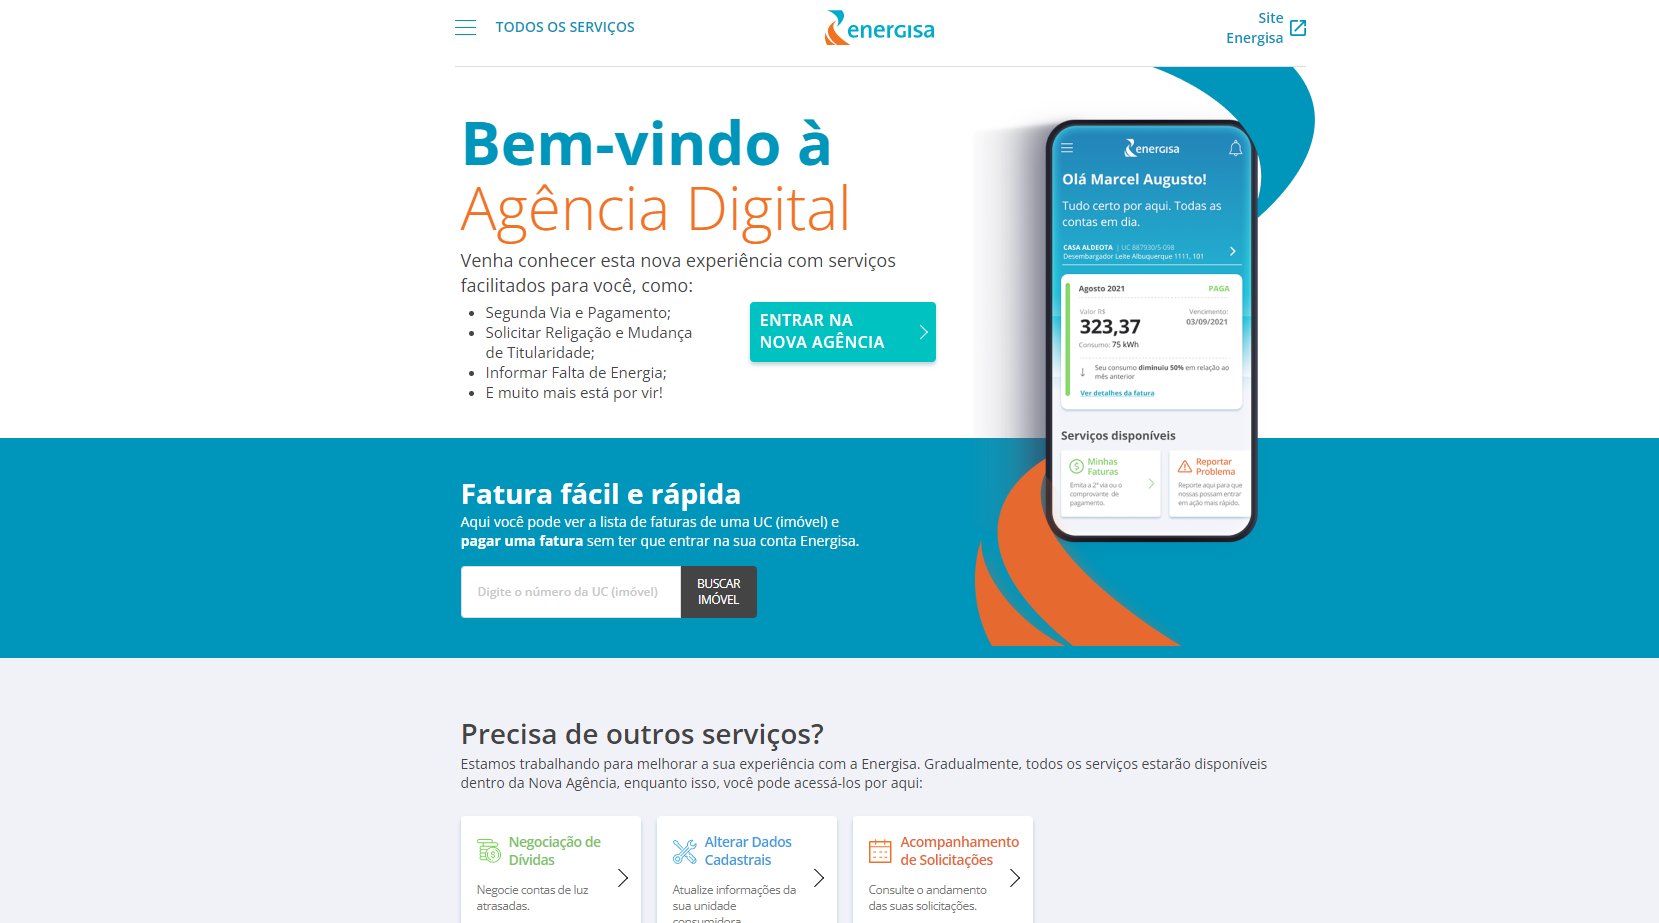 TODOS OS SERVIÇOS
energisa
Site
Energisa
Bem-vindo à
Agência Digital
Venha conhecer esta nova experiência com serviços
facilitados para você, como:
Segunda Via e Pagamento;
Solicitar Religação e Mudança
de Titularidade;
Informar Falta de Energia;
E muito mais está por vir!
ENTRAR NA
NOVA AGÊNCIA
energisa
Olá Marcel Augusto!
Tudo certo por aqui. Todas as
contas em dia.
CASA ALDEOTA | UC 887930/5-098
Desembargador Leite Albuquerque 1111, 101
Agosto 2021 PAGA
Valor R$ Vencimento:
323,37 03/09/2021
Consumo: 75 kWh
Seu consumo diminuiu 50% em relação ao
mês anterior
Ver detalhes da fatura
Serviços disponíveis
Minhas
Faturas
Emita a 2ª via ou o
comprovante de
pagamento.
Reportar
Problema
Reporte aqui para que
nossas possam entrar
em ação mais rápido.
Fatura fácil e rápida
Aqui você pode ver a lista de faturas de uma UC (imóvel) e
pagar uma fatura sem ter que entrar na sua conta Energisa.
Digite o número da UC (imóvel)
BUSCAR
IMÓVEL
Precisa de outros serviços?
Estamos trabalhando para melhorar a sua experiência com a Energisa. Gradualmente, todos os serviços estarão disponíveis
dentro da Nova Agência, enquanto isso, você pode acessá-los por aqui:
Negociação de
Dívidas
Negocie contas de luz
atrasadas.
Alterar Dados
Cadastrais
Atualize informações da
sua unidade
consumidora
Acompanhamento
de Solicitações
Consulte o andamento
das suas solicitações.